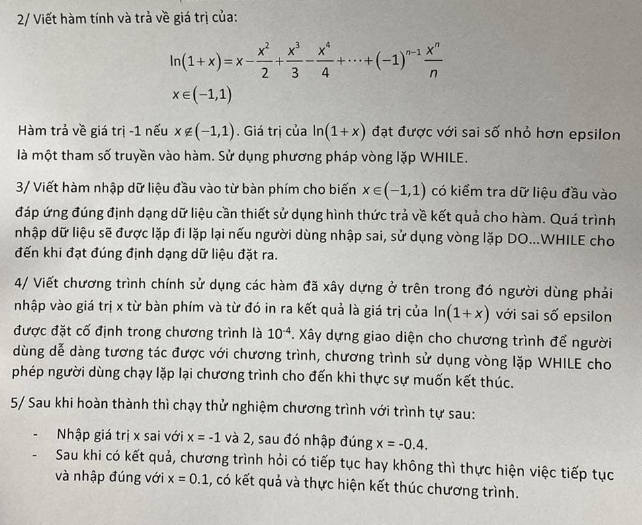 2/ Viết hàm tính và trả về giá trị của:
ln(1+x) = x - x²/2 + x³/3 - x⁴/4 + ⋯ + (-1)ⁿ⁻¹ xⁿ/n
x ∈ (-1,1)
Hàm trả về giá trị -1 nếu x ∉ (-1,1). Giá trị của ln(1+x) đạt được với sai số nhỏ hơn epsilon
là một tham số truyền vào hàm. Sử dụng phương pháp vòng lặp WHILE.
3/ Viết hàm nhập dữ liệu đầu vào từ bàn phím cho biến x ∈ (-1,1) có kiểm tra dữ liệu đầu vào
đáp ứng đúng định dạng dữ liệu cần thiết sử dụng hình thức trả về kết quả cho hàm. Quá trình
nhập dữ liệu sẽ được lặp đi lặp lại nếu người dùng nhập sai, sử dụng vòng lặp DO...WHILE cho
đến khi đạt đúng định dạng dữ liệu đặt ra.
4/ Viết chương trình chính sử dụng các hàm đã xây dựng ở trên trong đó người dùng phải
nhập vào giá trị x từ bàn phím và từ đó in ra kết quả là giá trị của ln(1+x) với sai số epsilon
được đặt cố định trong chương trình là 10⁻⁴. Xây dựng giao diện cho chương trình để người
dùng dễ dàng tương tác được với chương trình, chương trình sử dụng vòng lặp WHILE cho
phép người dùng chạy lặp lại chương trình cho đến khi thực sự muốn kết thúc.
5/ Sau khi hoàn thành thì chạy thử nghiệm chương trình với trình tự sau:
- Nhập giá trị x sai với x = -1 và 2, sau đó nhập đúng x = -0.4.
- Sau khi có kết quả, chương trình hỏi có tiếp tục hay không thì thực hiện việc tiếp tục
và nhập đúng với x = 0.1, có kết quả và thực hiện kết thúc chương trình.